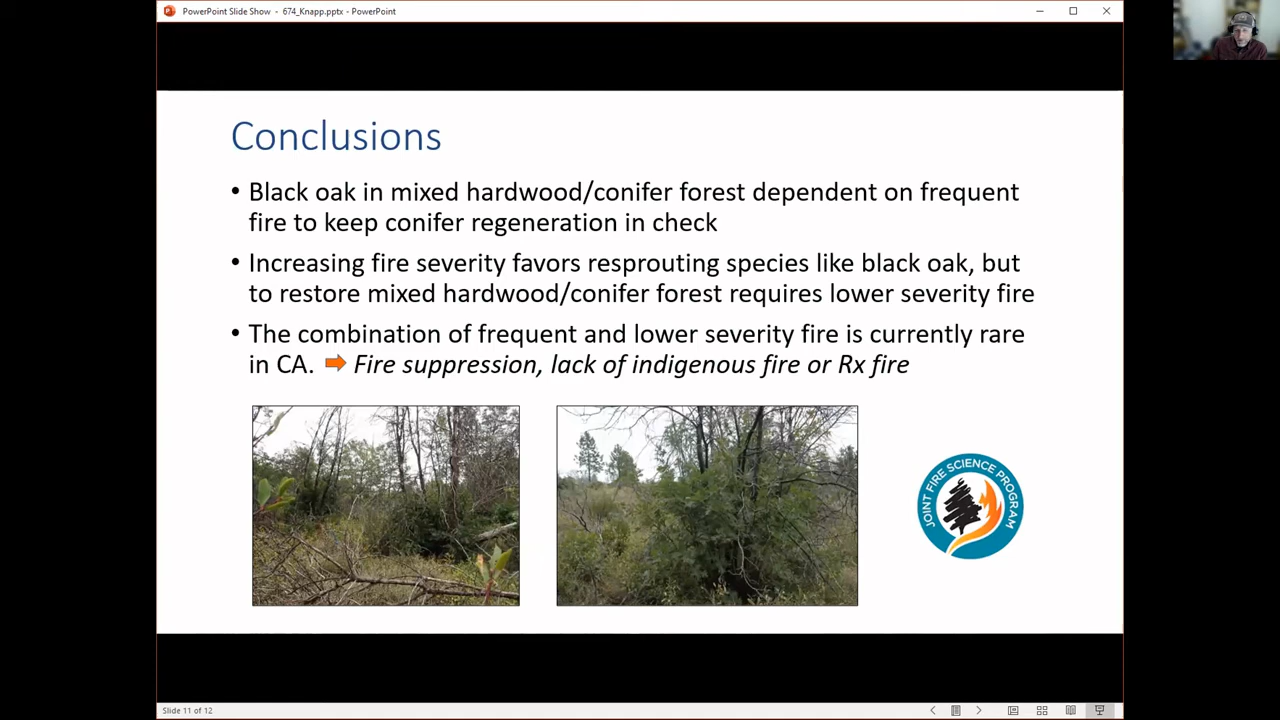 PowerPoint Slide Show - 674_Knapp.pptx - PowerPoint
Conclusions
• Black oak in mixed hardwood/conifer forest dependent on frequent
fire to keep conifer regeneration in check
• Increasing fire severity favors resprouting species like black oak, but
to restore mixed hardwood/conifer forest requires lower severity fire
• The combination of frequent and lower severity fire is currently rare
in CA. Fire suppression, lack of indigenous fire or Rx fire
JOINT FIRE SCIENCE PROGRAM
Slide 11 of 12